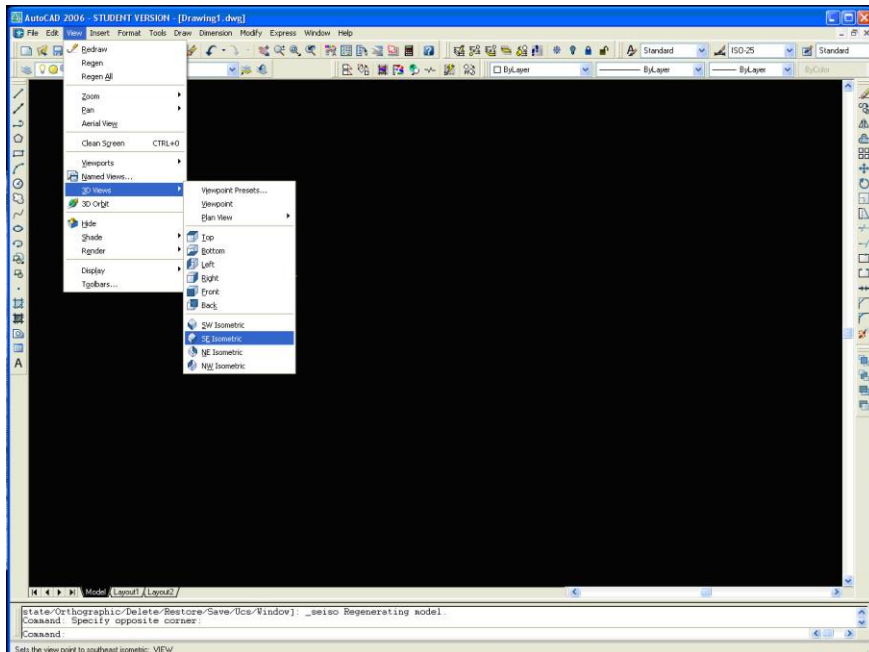 AutoCAD 2006 - STUDENT VERSION - [Drawing1.dwg]
File Edit View Insert Format Tools Draw Dimension Modify Express Window Help
Standard ISO-25 Standard
ByLayer ByLayer ByLayer ByColor
Redraw
Regen
Regen All
Zoom
Pan
Aerial View
Clean Screen CTRL+0
Viewports
Named Views...
3D Views
3D Orbit
Hide
Shade
Render
Display
Toolbars...
Viewpoint Presets...
Viewpoint
Plan View
Top
Bottom
Left
Right
Front
Back
SW Isometric
SE Isometric
NE Isometric
NW Isometric
A
Model Layout1 Layout2
state/Orthographic/Delete/Restore/Save/Ucs/Window]: _seiso Regenerating model.
Command: Specify opposite corner:
Command:
Sets the view point to southeast isometric: VIEW